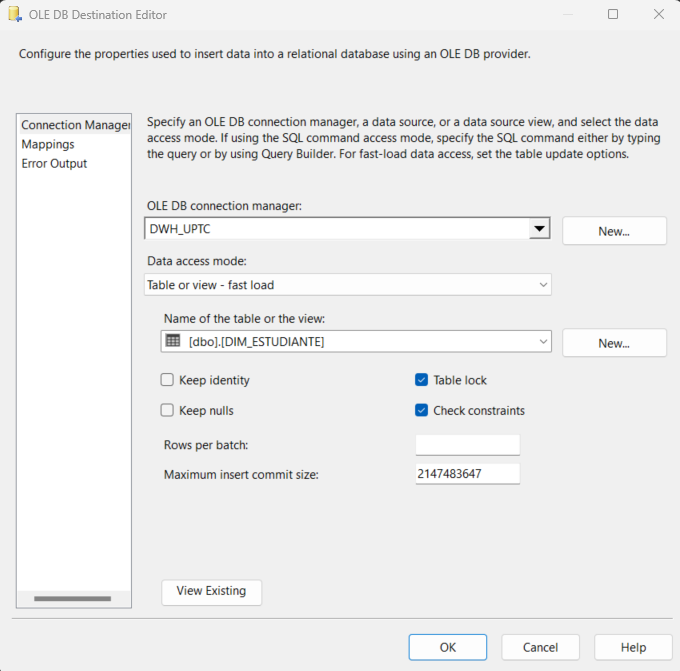 OLE DB Destination Editor
Configure the properties used to insert data into a relational database using an OLE DB provider.
Connection Manager
Mappings
Error Output
Specify an OLE DB connection manager, a data source, or a data source view, and select the data
access mode. If using the SQL command access mode, specify the SQL command either by typing
the query or by using Query Builder. For fast-load data access, set the table update options.
OLE DB connection manager:
DWH_UPTC
New...
Data access mode:
Table or view - fast load
Name of the table or the view:
[dbo].[DIM_ESTUDIANTE]
New...
Keep identity
Table lock
Keep nulls
Check constraints
Rows per batch:
Maximum insert commit size:
2147483647
View Existing
OK
Cancel
Help